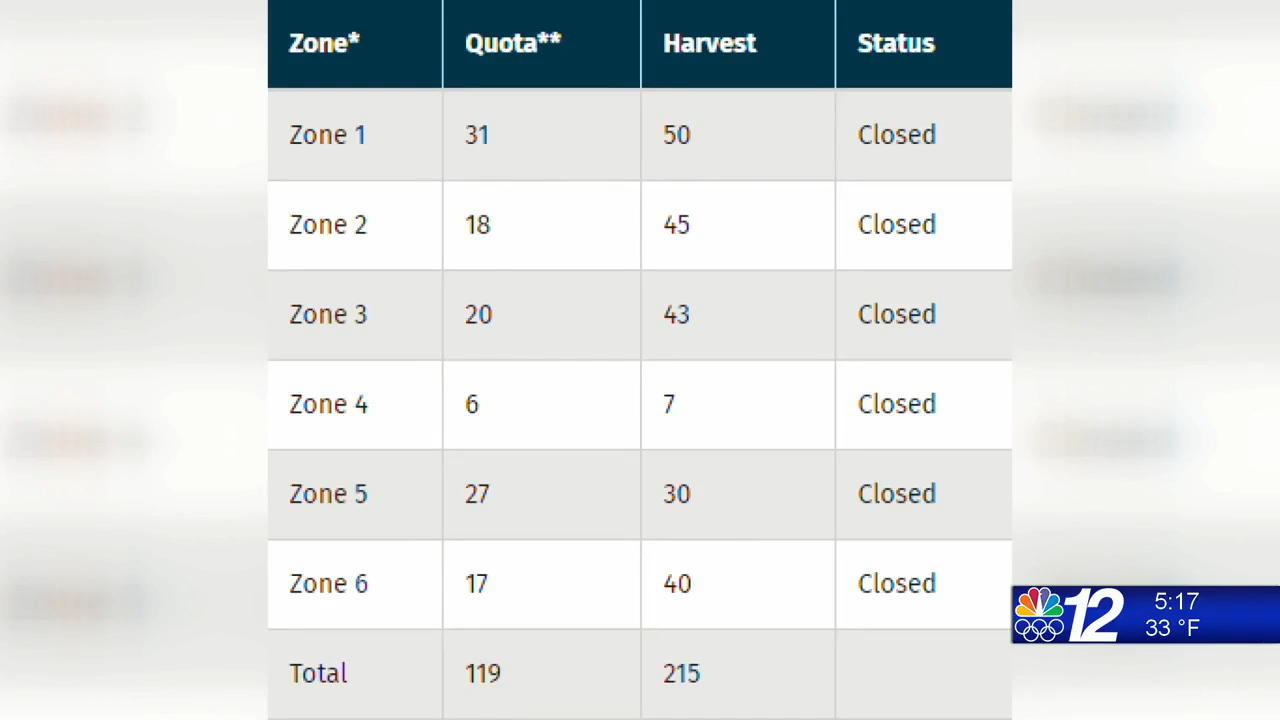 Zone* Quota** Harvest Status
Zone 1 31 50 Closed
Zone 2 18 45 Closed
Zone 3 20 43 Closed
Zone 4 6 7 Closed
Zone 5 27 30 Closed
Zone 6 17 40 Closed
Total 119 215
12 5:17
33 °F